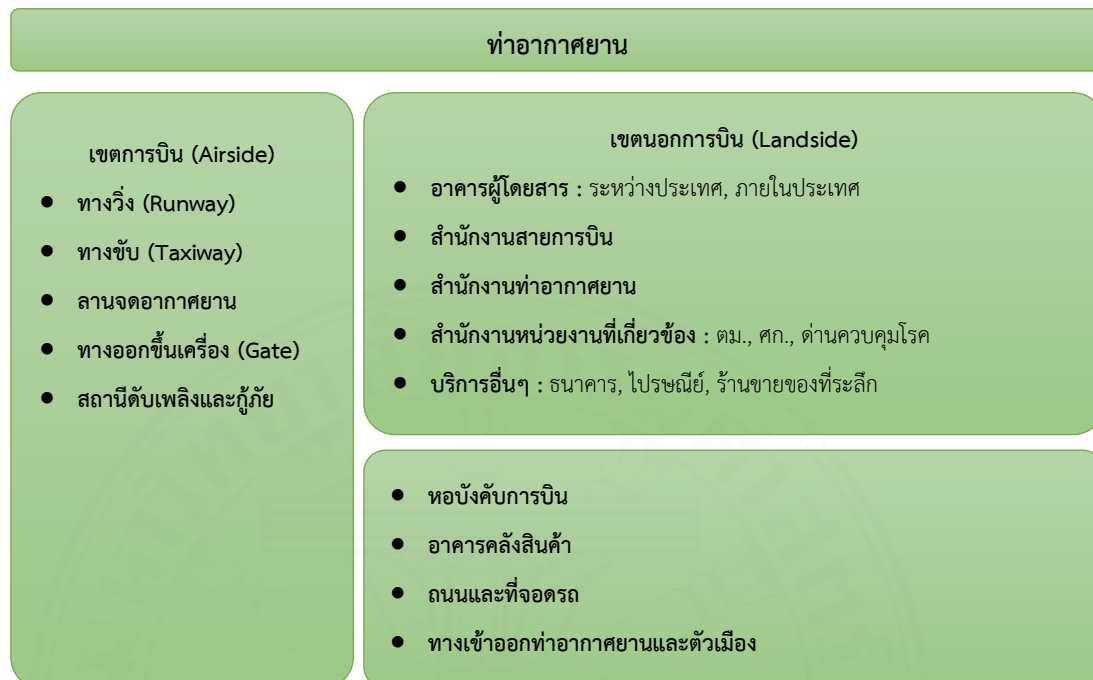 ท่าอากาศยาน
เขตการบิน (Airside)
● ทางวิ่ง (Runway)
● ทางขับ (Taxiway)
● ลานจดอากาศยาน
● ทางออกขึ้นเครื่อง (Gate)
● สถานีดับเพลิงและกู้ภัย
เขตนอกการบิน (Landside)
● อาคารผู้โดยสาร : ระหว่างประเทศ, ภายในประเทศ
● สำนักงานสายการบิน
● สำนักงานท่าอากาศยาน
● สำนักงานหน่วยงานที่เกี่ยวข้อง : ตม., ศก., ด่านควบคุมโรค
● บริการอื่นๆ : ธนาคาร, ไปรษณีย์, ร้านขายของที่ระลึก
● หอบังคับการบิน
● อาคารคลังสินค้า
● ถนนและที่จอดรถ
● ทางเข้าออกท่าอากาศยานและตัวเมือง